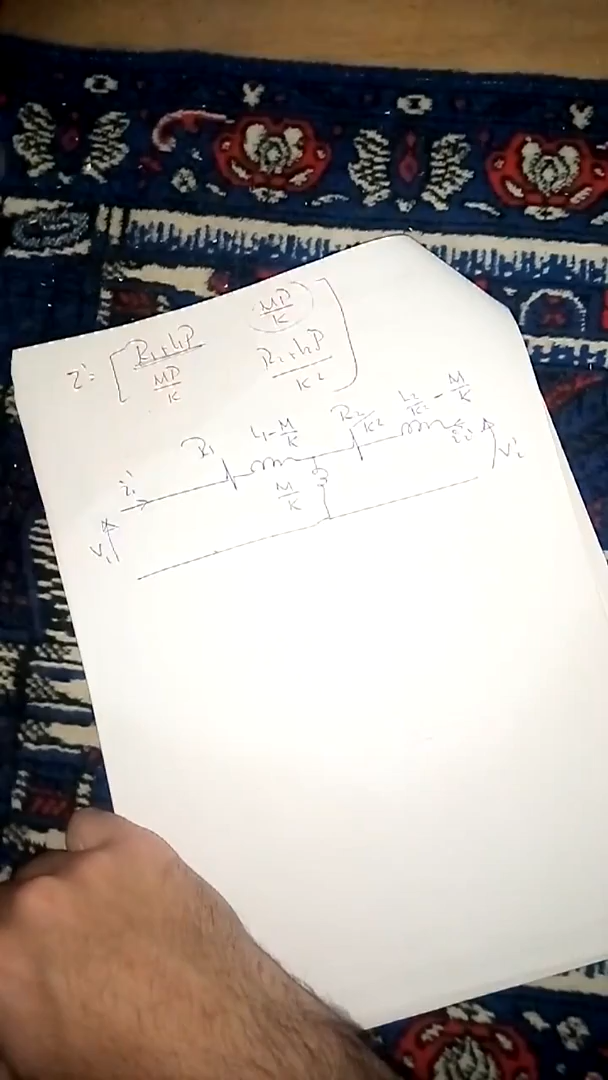 Z' = [ R1+L1P MP/K
MP/K R2+L2P/K² ]
R1 L1-M/K R2/K² L2/K² - M/K
i1' M/K i2' V2'
V1